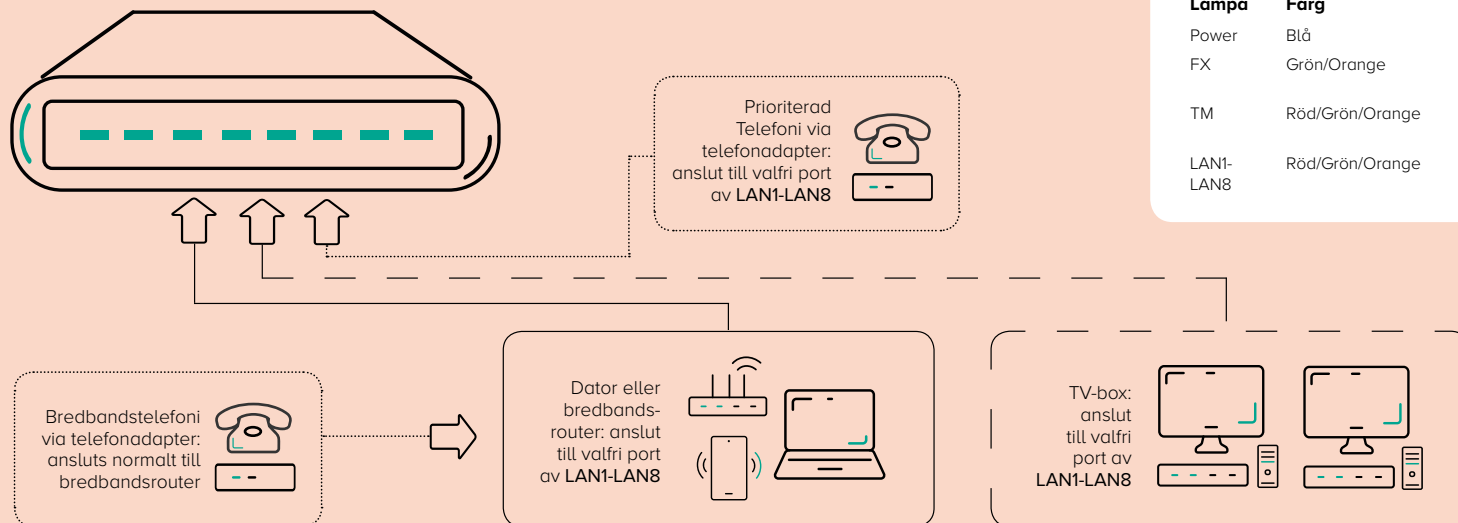 Lampa Färg
Power Blå
FX Grön/Orange
TM Röd/Grön/Orange
LAN1- Röd/Grön/Orange
LAN8
Prioriterad
Telefoni via
telefonadapter:
anslut till valfri port
av LAN1-LAN8
Bredbandstelefoni
via telefonadapter:
ansluts normalt till
bredbandsrouter
Dator eller
bredbands-
router: anslut
till valfri port
av LAN1-LAN8
TV-box:
anslut
till valfri
port av
LAN1-LAN8